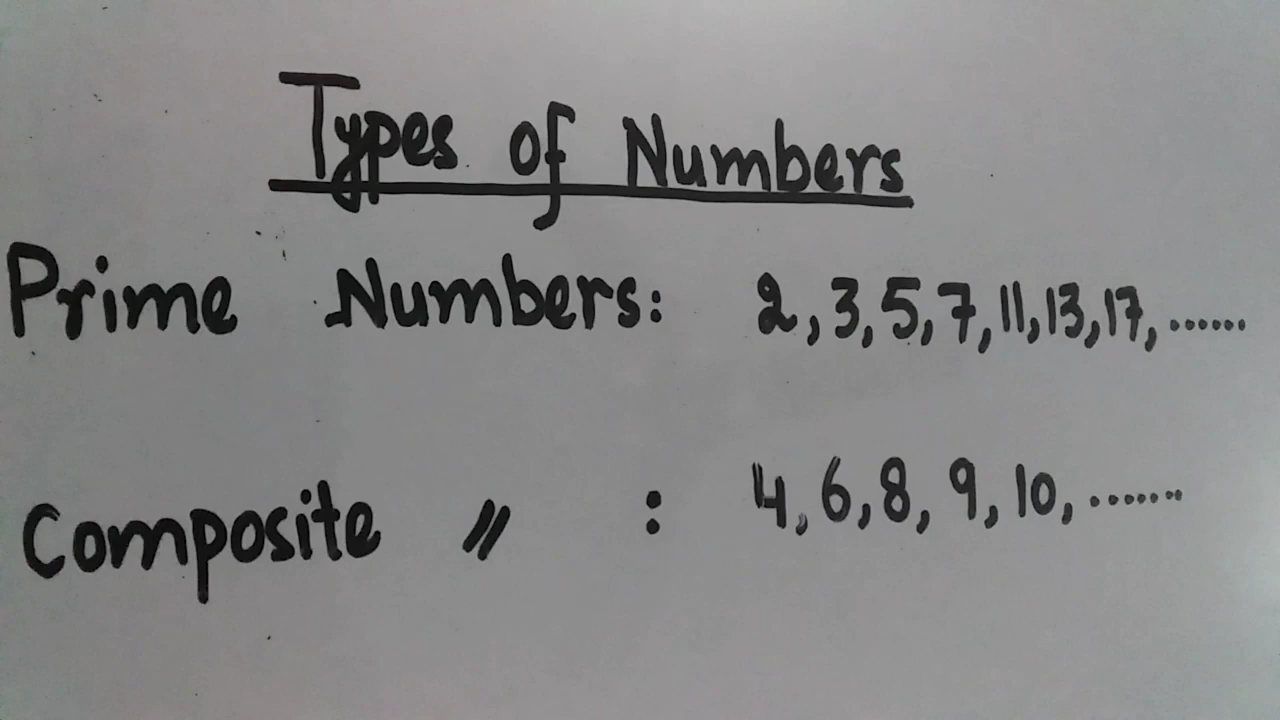 Types of Numbers
Prime Numbers: 2, 3, 5, 7, 11, 13, 17, ......
Composite " : 4, 6, 8, 9, 10, .......